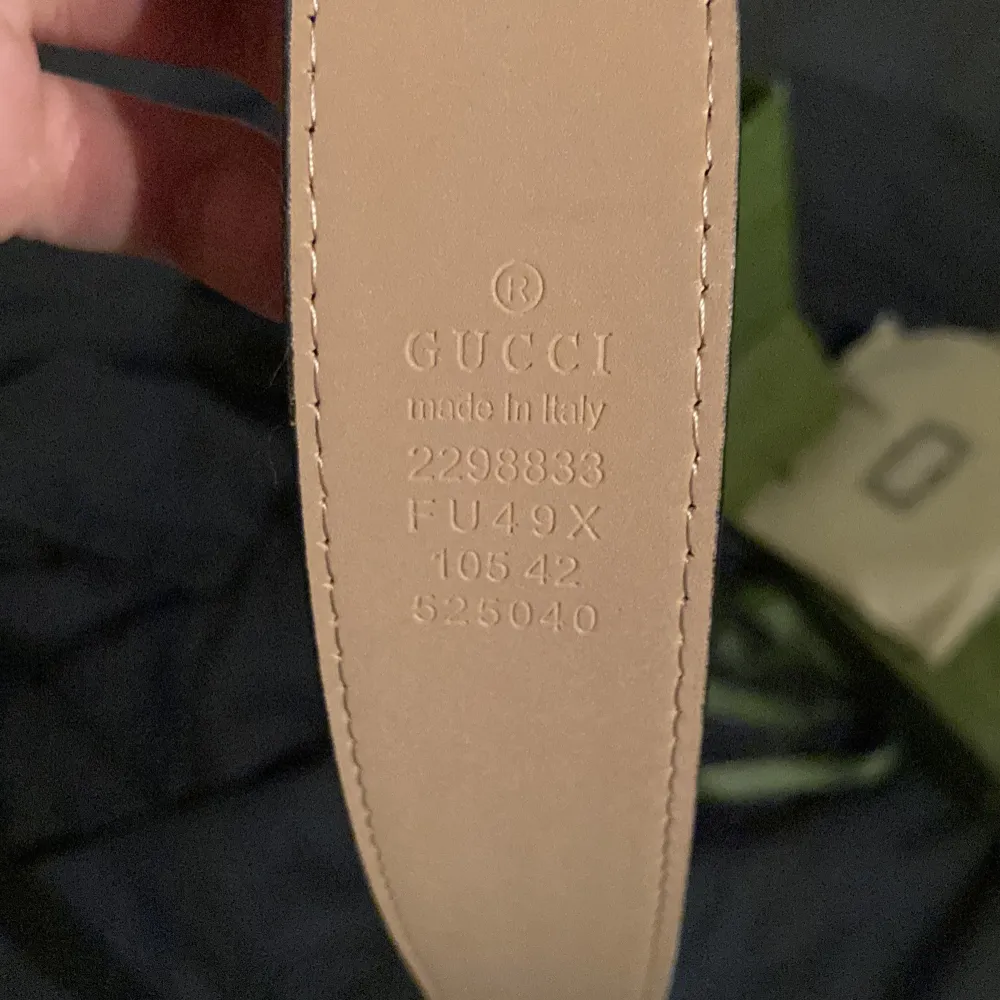 ®
GUCCI
made In Italy
2298833
FU49X
105 42
525040